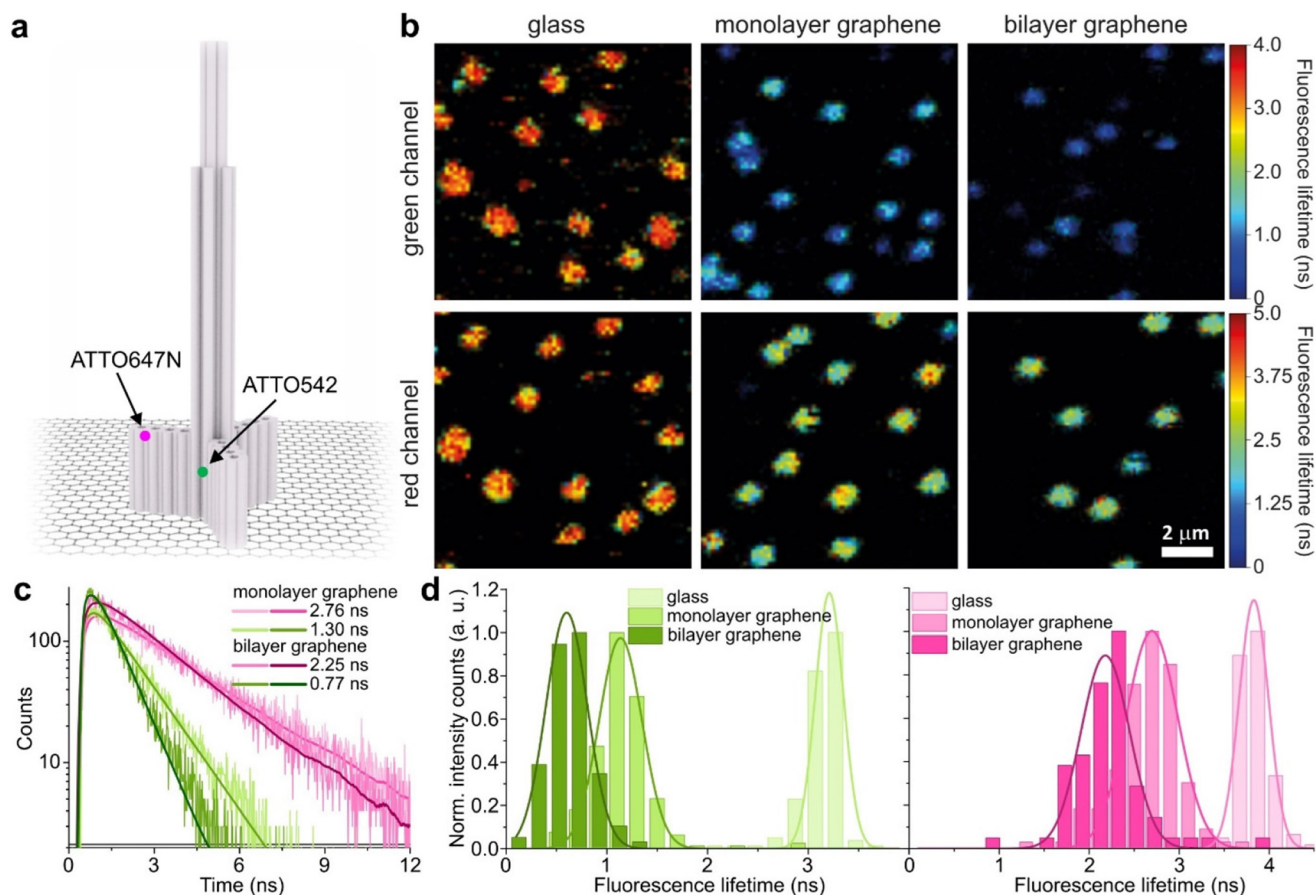 a
ATTO647N
ATTO542
b
glass
monolayer graphene
bilayer graphene
green channel
red channel
4.0
3.0
2.0
1.0
0
Fluorescence lifetime (ns)
5.0
3.75
2.5
1.25
0
Fluorescence lifetime (ns)
2 μm
c
monolayer graphene
2.76 ns
1.30 ns
bilayer graphene
2.25 ns
0.77 ns
100
10
Counts
0 3 6 9 12
Time (ns)
d
1.2
1.0
0.8
0.6
0.4
0.2
0.0
Norm. intensity counts (a. u.)
glass
monolayer graphene
bilayer graphene
0 1 2 3
Fluorescence lifetime (ns)
glass
monolayer graphene
bilayer graphene
0 1 2 3 4
Fluorescence lifetime (ns)